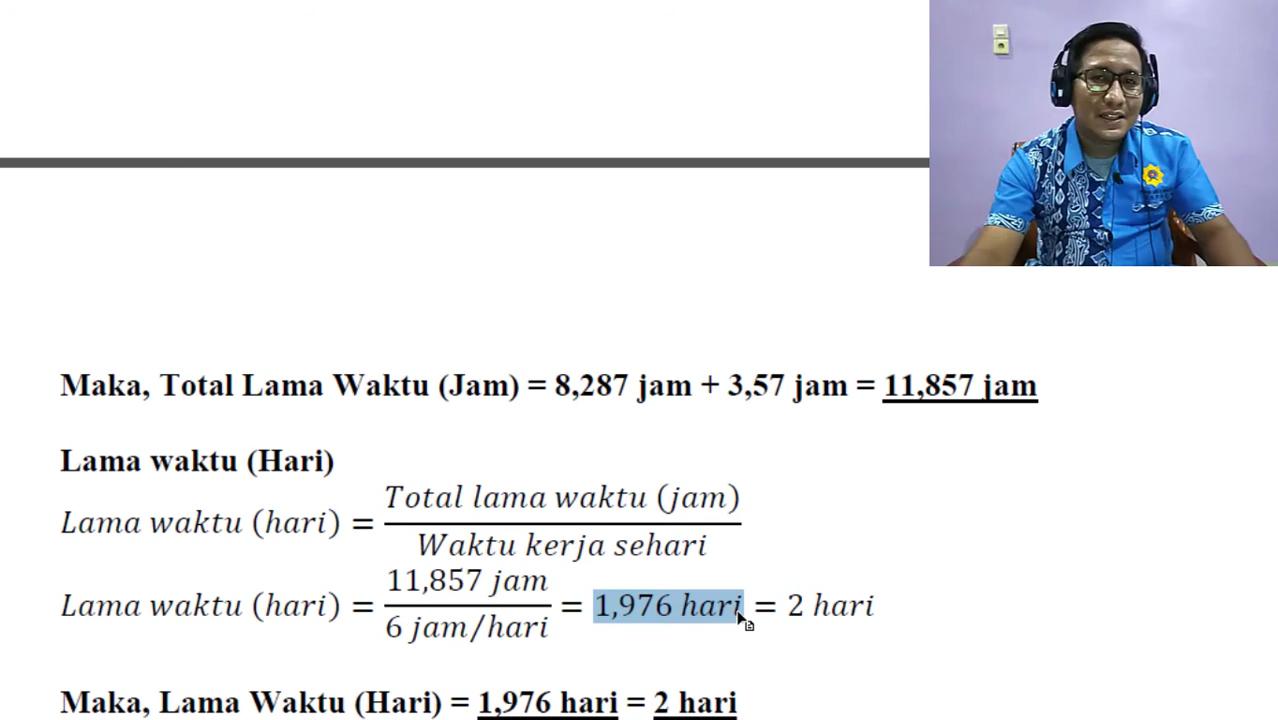 Maka, Total Lama Waktu (Jam) = 8,287 jam + 3,57 jam = 11,857 jam
Lama waktu (Hari)
Lama waktu (hari) = Total lama waktu (jam) / Waktu kerja sehari
Lama waktu (hari) = 11,857 jam / 6 jam/hari = 1,976 hari = 2 hari
Maka, Lama Waktu (Hari) = 1,976 hari = 2 hari